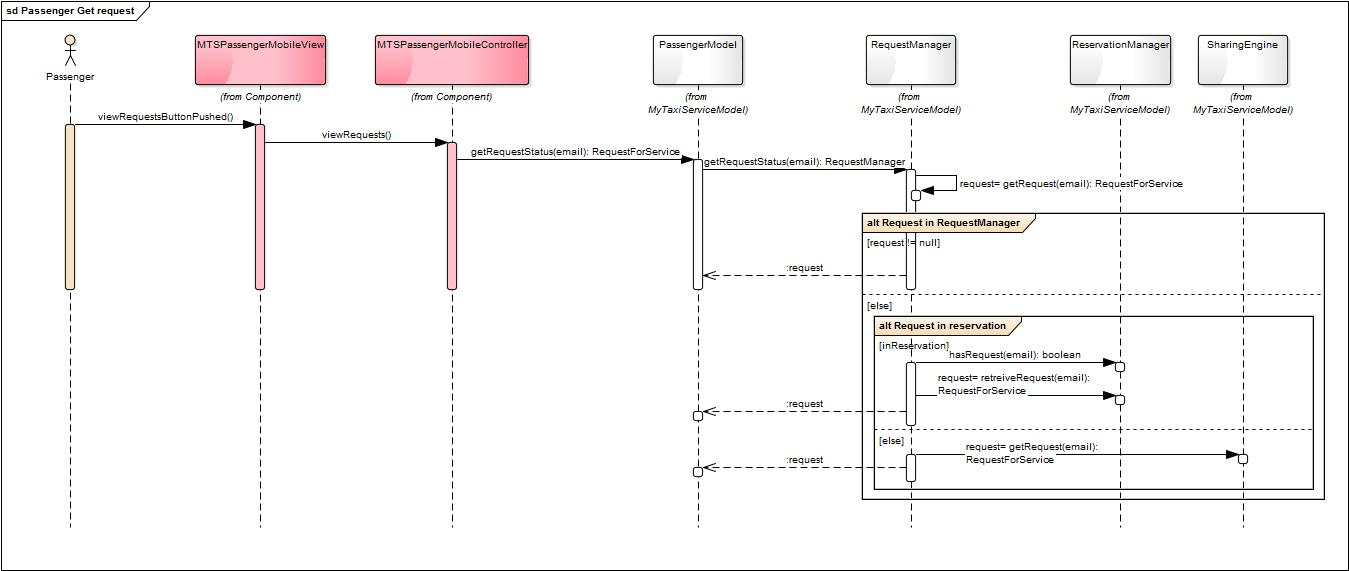 sd Passenger Get request
MTSPassengerMobileView
MTSPassengerMobileController
PassengerModel
RequestManager
ReservationManager
SharingEngine
Passenger
(from Component)
(from Component)
(from
MyTaxiServiceModel)
(from
MyTaxiServiceModel)
(from
MyTaxiServiceModel)
(from
MyTaxiServiceModel)
viewRequestsButtonPushed()
viewRequests()
getRequestStatus(email): RequestForService
getRequestStatus(email): RequestManager
request= getRequest(email): RequestForService
alt Request in RequestManager
[request != null]
:request
[else]
alt Request in reservation
[inReservation]
hasRequest(email): boolean
request= retreiveRequest(email):
RequestForService
:request
[else]
request= getRequest(email):
RequestForService
:request